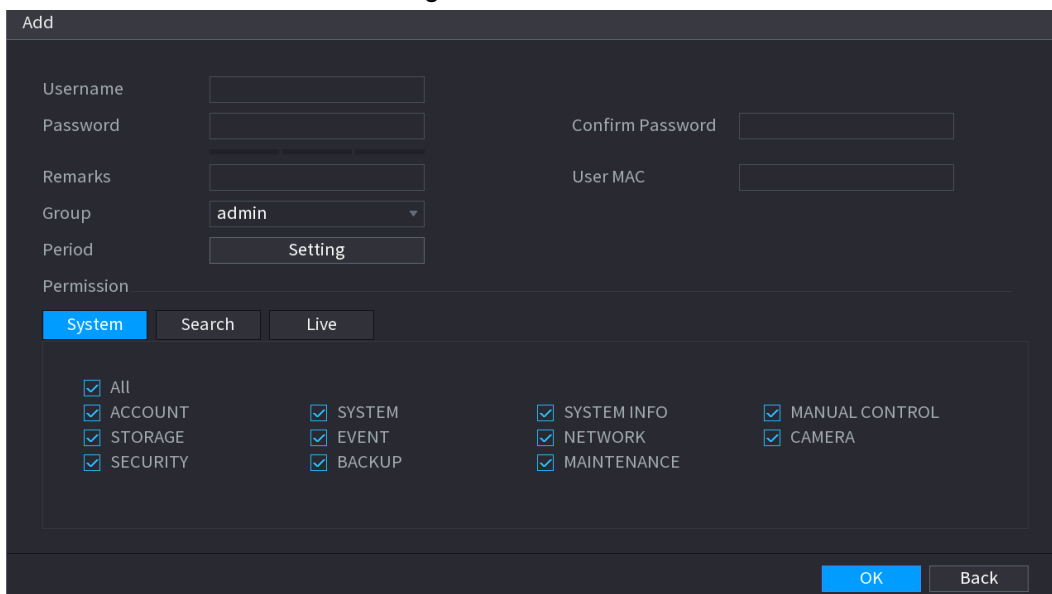 Add
Username
Password
Confirm Password
Remarks
User MAC
Group admin
Period Setting
Permission
System Search Live
All
ACCOUNT SYSTEM SYSTEM INFO MANUAL CONTROL
STORAGE EVENT NETWORK CAMERA
SECURITY BACKUP MAINTENANCE
OK Back